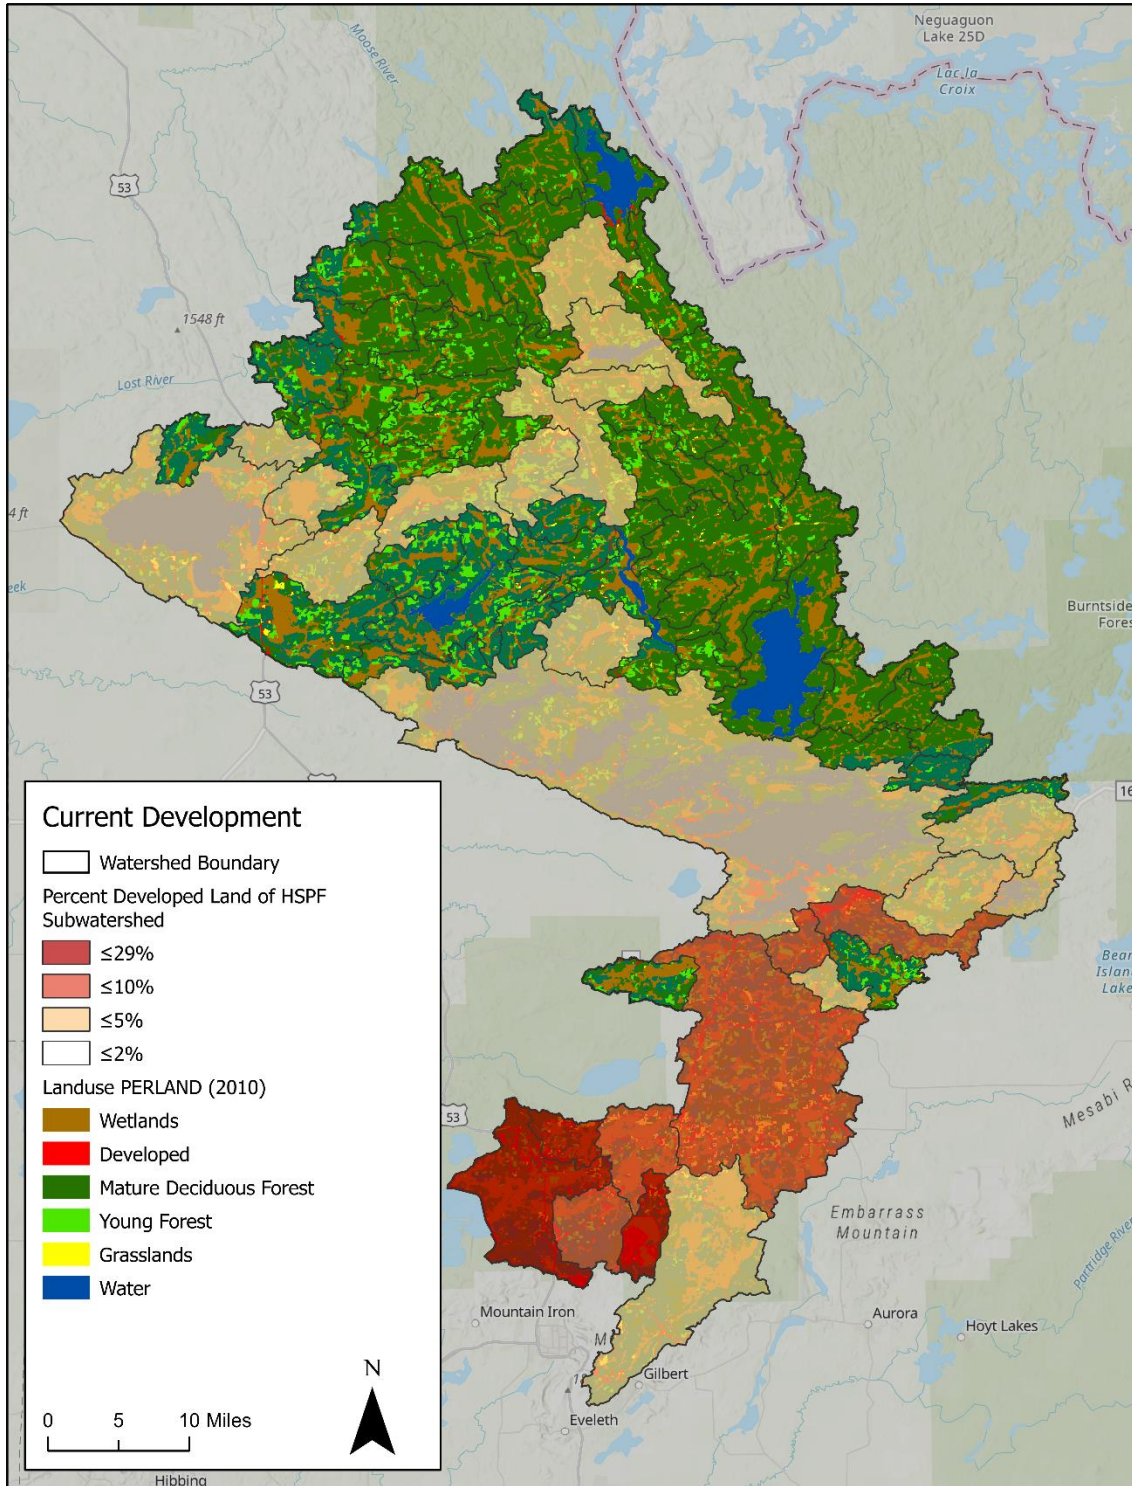 Neguaguon
Lake 25D
Moose River
Lac la
Croix
53
1548 ft
Lost River
4 ft
eek
Burntside
Fores
53
16
Current Development
Watershed Boundary
Percent Developed Land of HSPF
Subwatershed
≤29%
≤10%
≤5%
≤2%
Landuse PERLAND (2010)
Wetlands
Developed
Mature Deciduous Forest
Young Forest
Grasslands
Water
N
0 5 10 Miles
Bear
Island
Lake
53
Mesabi R
Embarrass
Mountain
Partridge River
Mountain Iron
Aurora
Hoyt Lakes
M
Gilbert
Eveleth
Hibbing